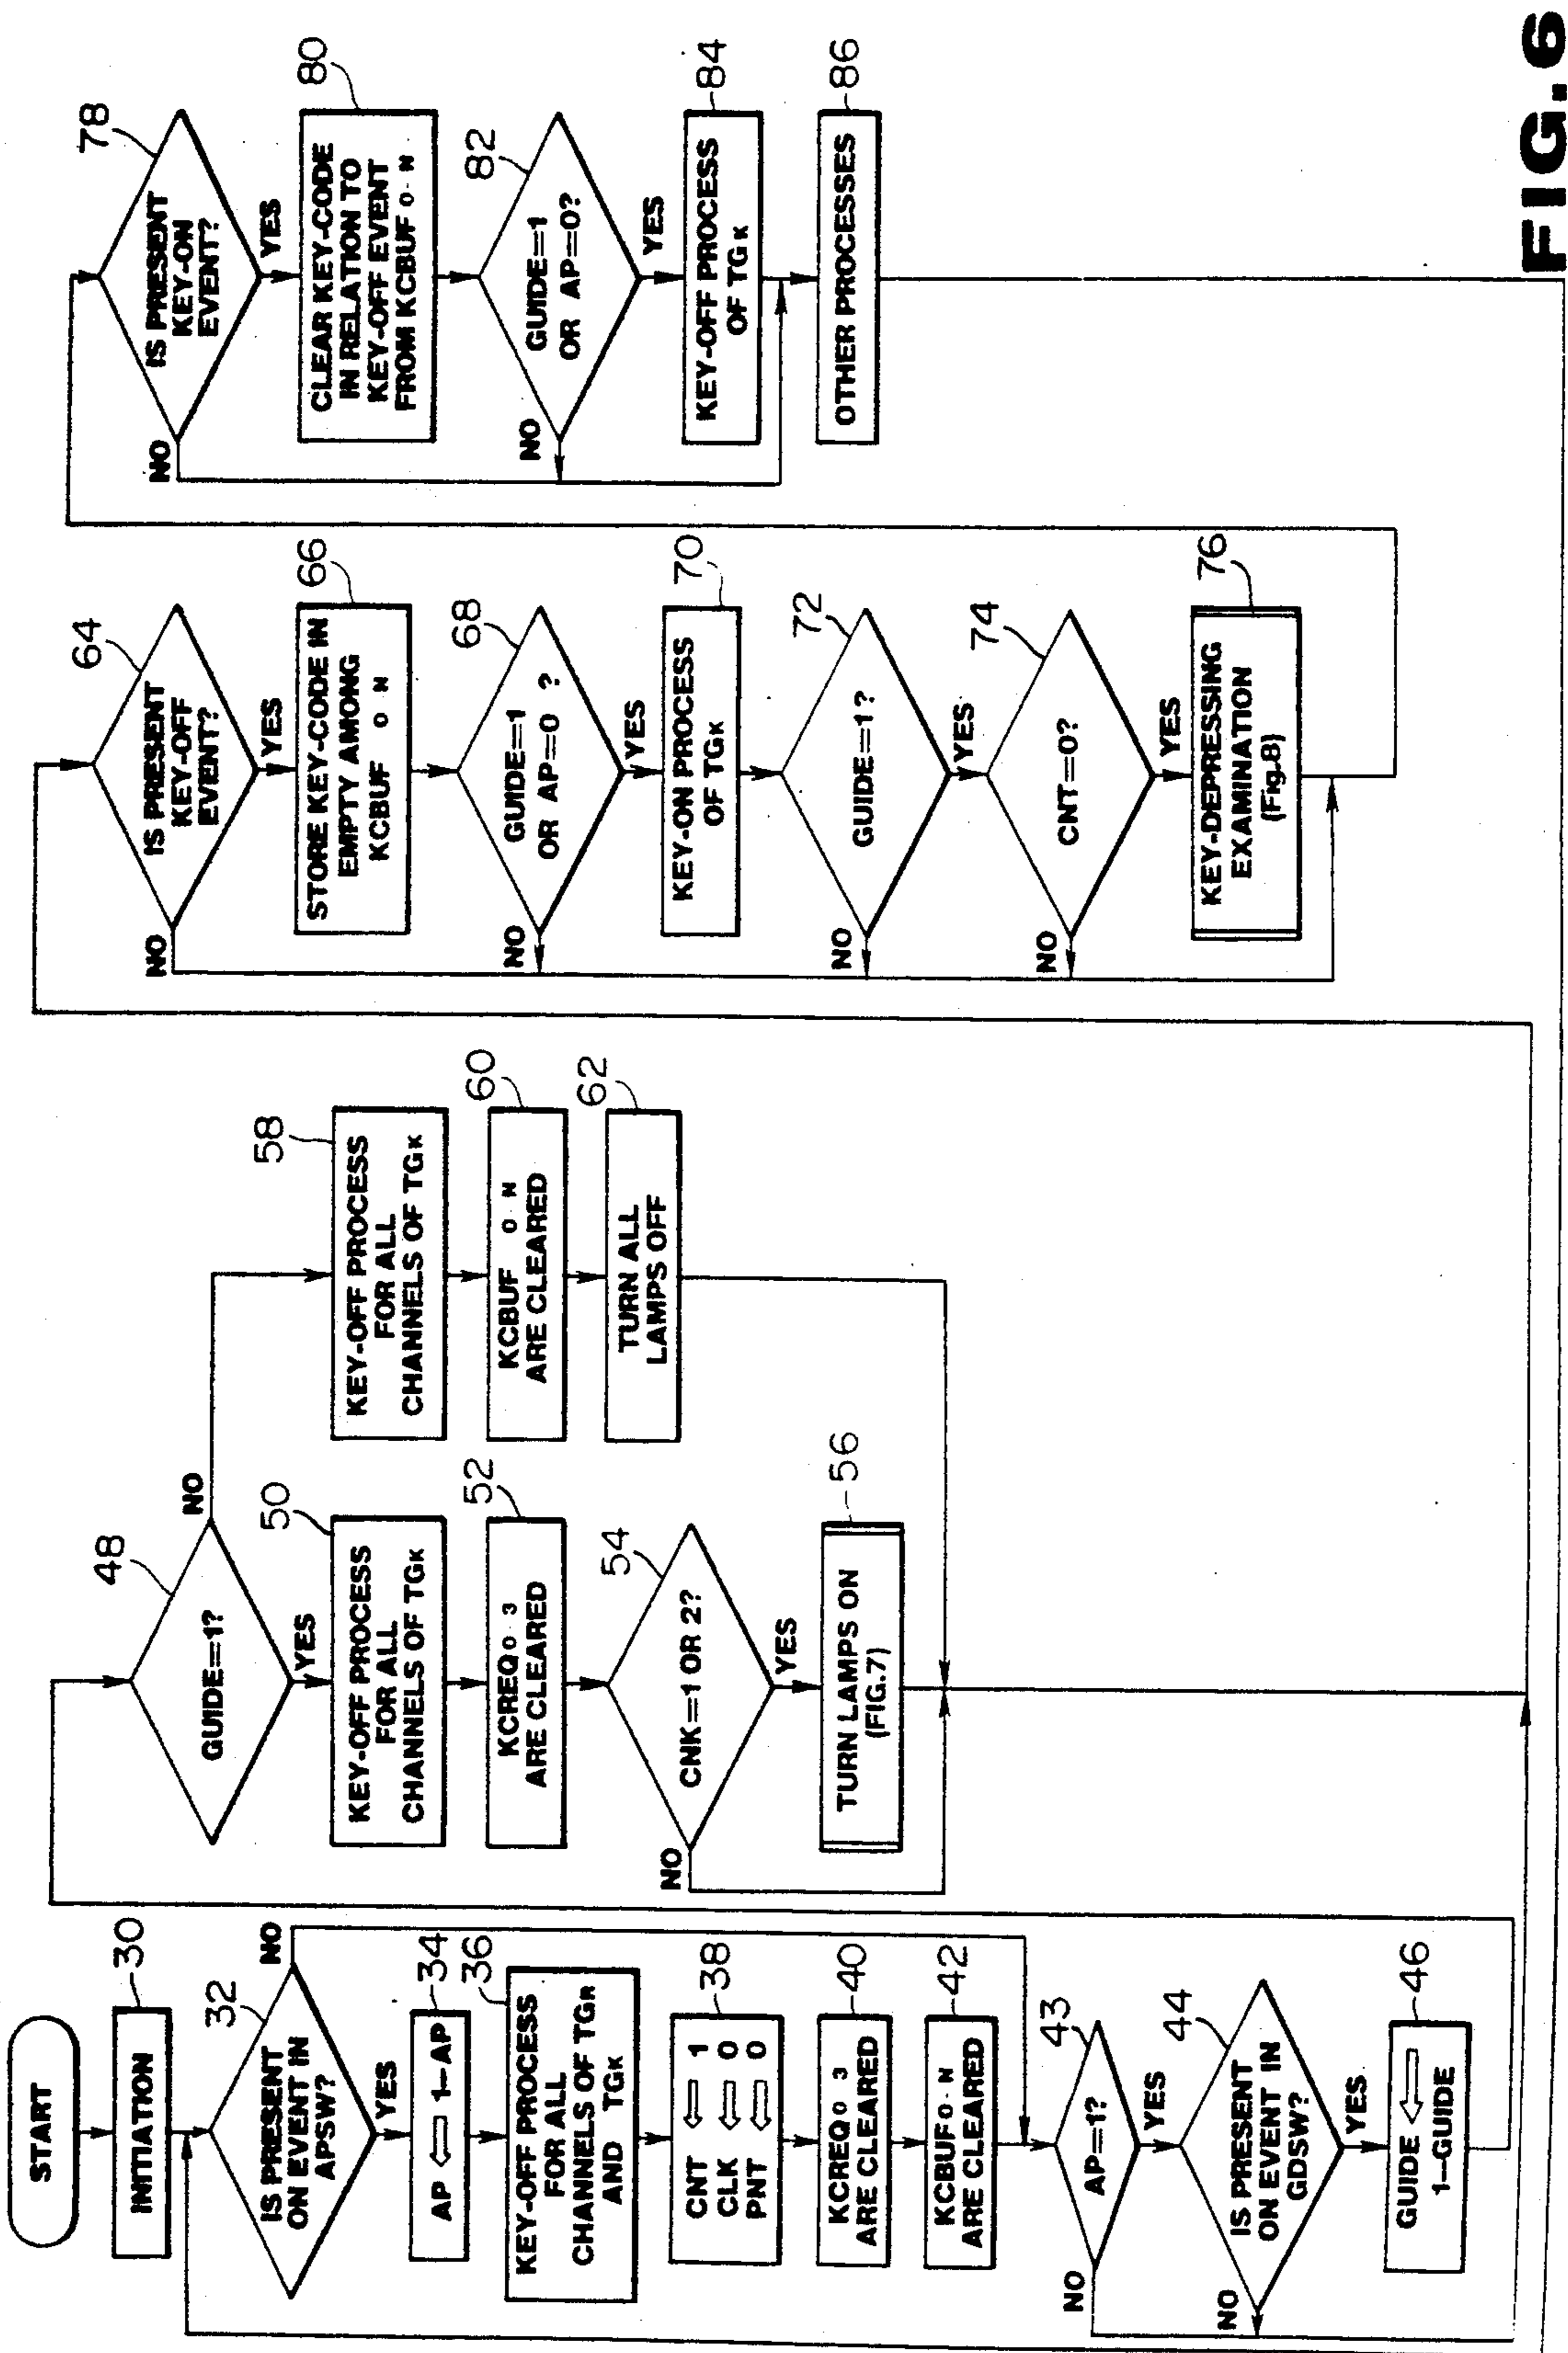 START
INITIATION
30
IS PRESENT
ON EVENT IN
APSW?
32
NO
YES
AP ⇐ 1-AP
34
KEY-OFF PROCESS
FOR ALL
CHANNELS OF TGR
AND TGK
36
CNT ⇐ 1
CLK ⇐ 0
PNT ⇐ 0
38
KCREQ0 3
ARE CLEARED
40
KCBUF0-N
ARE CLEARED
42
AP=1?
43
NO
YES
IS PRESENT
ON EVENT IN
GDSW?
44
NO
YES
GUIDE ⇐
1-GUIDE
46
GUIDE=1?
48
NO
YES
KEY-OFF PROCESS
FOR ALL
CHANNELS OF TGK
50
KCREQ0 3
ARE CLEARED
52
CNK=1 OR 2?
54
NO
YES
TURN LAMPS ON
(FIG.7)
56
KEY-OFF PROCESS
FOR ALL
CHANNELS OF TGK
58
KCBUF 0 N
ARE CLEARED
60
TURN ALL
LAMPS OFF
62
IS PRESENT
KEY-OFF
EVENT?
64
NO
YES
STORE KEY-CODE IN
EMPTY AMONG
KCBUF 0 N
66
GUIDE=1
OR AP=0 ?
68
NO
YES
KEY-ON PROCESS
OF TGK
70
GUIDE=1?
72
NO
YES
CNT=0?
74
NO
YES
KEY-DEPRESSING
EXAMINATION
(Fig.8)
76
IS PRESENT
KEY-ON
EVENT?
78
NO
YES
CLEAR KEY-CODE
IN RELATION TO
KEY-OFF EVENT
FROM KCBUF 0-N
80
GUIDE=1
OR AP=0?
82
NO
YES
KEY-OFF PROCESS
OF TGK
84
OTHER PROCESSES
86
FIG.6